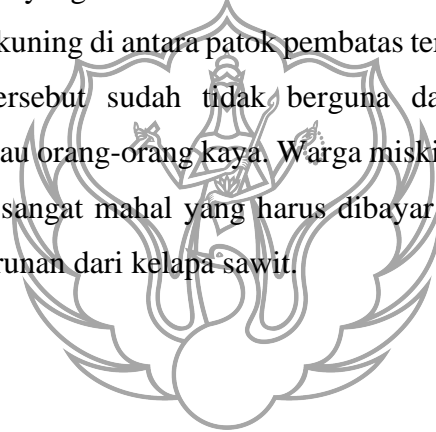 kuning di antara patok pembatas
ersebut sudah tidak berguna da
au orang-orang kaya. Warga miski
sangat mahal yang harus dibayar
runan dari kelapa sawit.